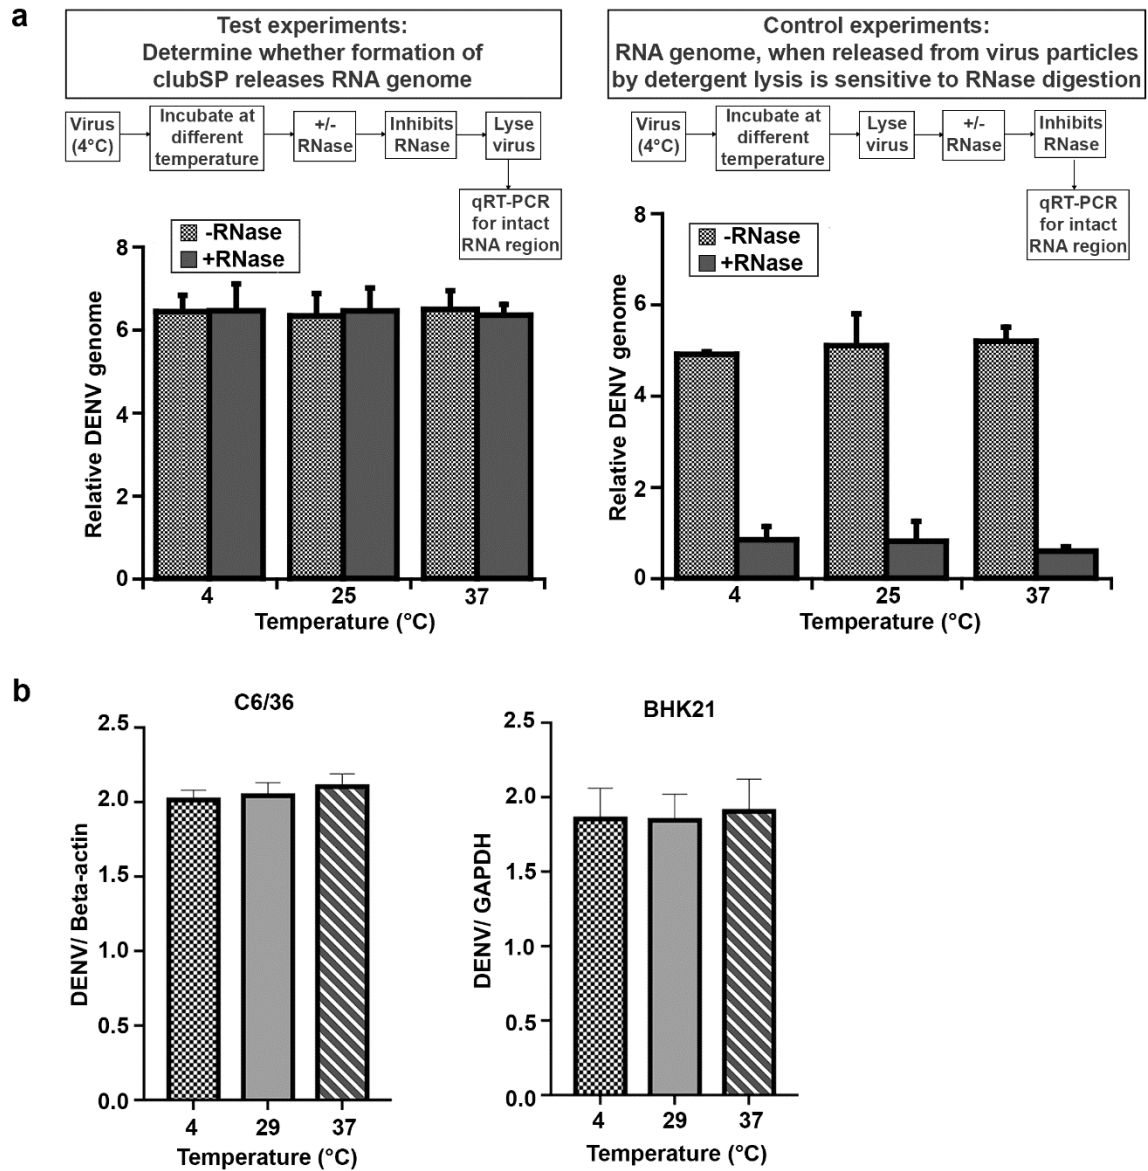 a
Test experiments:
Determine whether formation of
clubSP releases RNA genome
Virus
(4°C)
Incubate at
different
temperature
+/-
RNase
Inhibits
RNase
Lyse
virus
qRT-PCR
for intact
RNA region
-RNase
+RNase
8
6
4
2
0
Relative DENV genome
4
25
37
Temperature (°C)
Control experiments:
RNA genome, when released from virus particles
by detergent lysis is sensitive to RNase digestion
Virus
(4°C)
Incubate at
different
temperature
Lyse
virus
+/-
RNase
Inhibits
RNase
qRT-PCR
for intact
RNA region
-RNase
+RNase
8
6
4
2
0
Relative DENV genome
4
25
37
Temperature (°C)
b
C6/36
2.5
2.0
1.5
1.0
0.5
0.0
DENV/ Beta-actin
4
29
37
Temperature (°C)
BHK21
2.5
2.0
1.5
1.0
0.5
0.0
DENV/ GAPDH
4
29
37
Temperature (°C)